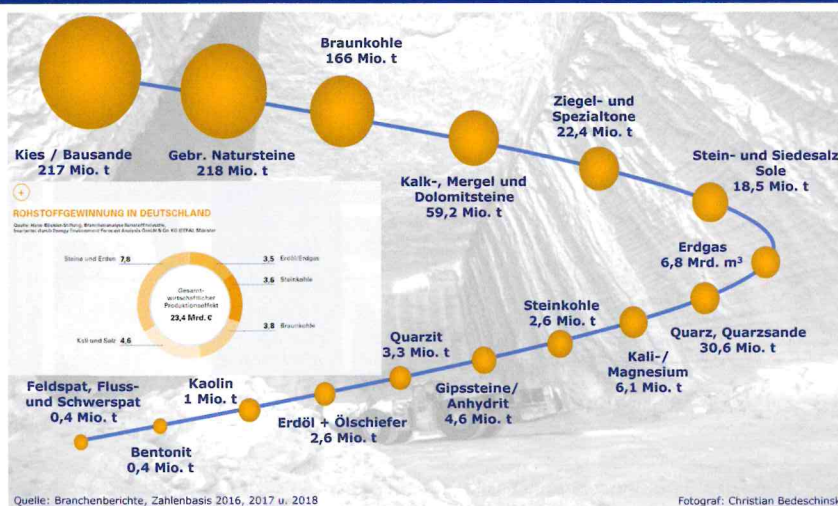 Braunkohle
166 Mio. t
Kies / Bausande
217 Mio. t
Gebr. Natursteine
218 Mio. t
Kalk-, Mergel und
Dolomitsteine
59,2 Mio. t
Ziegel- und
Spezialtone
22,4 Mio. t
Stein- und Siedesalz
Sole
18,5 Mio. t
Erdgas
6,8 Mrd. m³
Quarz, Quarzsande
30,6 Mio. t
Kali-/
Magnesium
6,1 Mio. t
Steinkohle
2,6 Mio. t
Gipssteine/
Anhydrit
4,6 Mio. t
Quarzit
3,3 Mio. t
Erdöl + Ölschiefer
2,6 Mio. t
Kaolin
1 Mio. t
Bentonit
0,4 Mio. t
Feldspat, Fluss-
und Schwerspat
0,4 Mio. t
ROHSTOFFGEWINNUNG IN DEUTSCHLAND
Steine und Erden 7,8
3,5 Erdöl/Erdgas
3,6 Steinkohle
3,8 Braunkohle
Kali und Salz 4,6
Gesamt-
wirtschaftlicher
Produktionseffekt
23,4 Mrd. €
Quelle: Branchenberichte, Zahlenbasis 2016, 2017 u. 2018
Fotograf: Christian Bedeschinsk